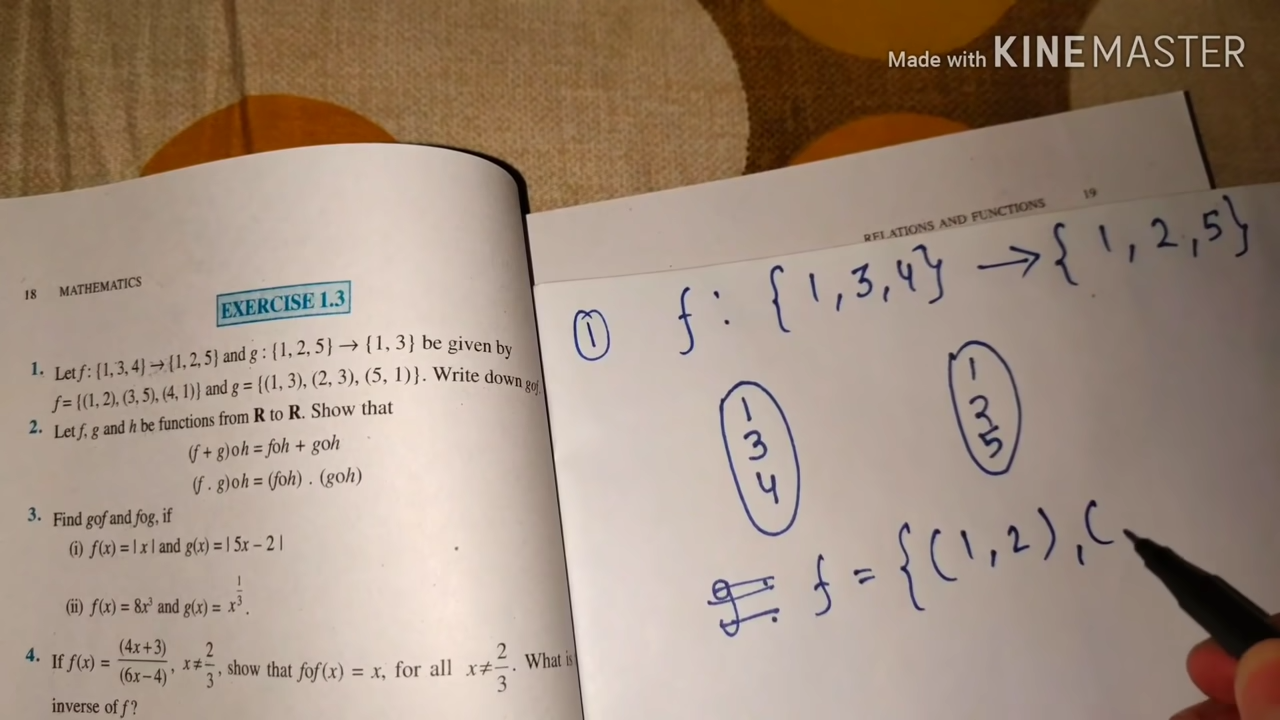 Made with KINEMASTER
18 MATHEMATICS
EXERCISE 1.3
1. Let f : {1, 3, 4} → {1, 2, 5} and g : {1, 2, 5} → {1, 3} be given by
f = {(1, 2), (3, 5), (4, 1)} and g = {(1, 3), (2, 3), (5, 1)}. Write down gof.
2. Let f, g and h be functions from R to R. Show that
(f + g)oh = foh + goh
(f . g)oh = (foh) . (goh)
3. Find gof and fog, if
(i) f(x) = | x | and g(x) = | 5x – 2 |
(ii) f(x) = 8x³ and g(x) = x^(1/3).
4. If f(x) = (4x+3)/(6x–4), x ≠ 2/3, show that fof(x) = x, for all x ≠ 2/3. What is
inverse of f?
RELATIONS AND FUNCTIONS 19
① f : {1, 3, 4} → {1, 2, 5}
1 1
3 2
4 5
f = {(1, 2), (